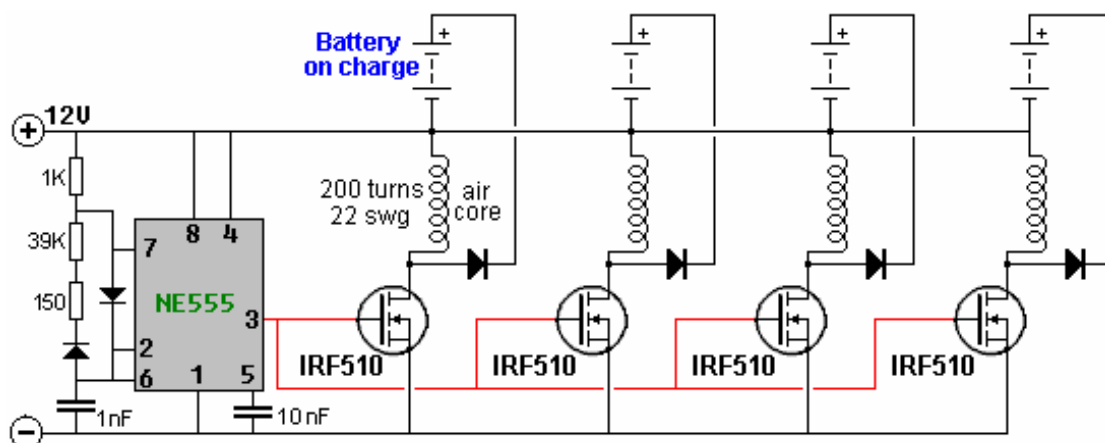 Battery
on charge
+
+
+
+
+ 12V
1K
39K
150
1nF
7
8 4
NE555
3
2
6
1
5
10nF
200 turns
22 swg
air
core
IRF510
IRF510
IRF510
IRF510
−